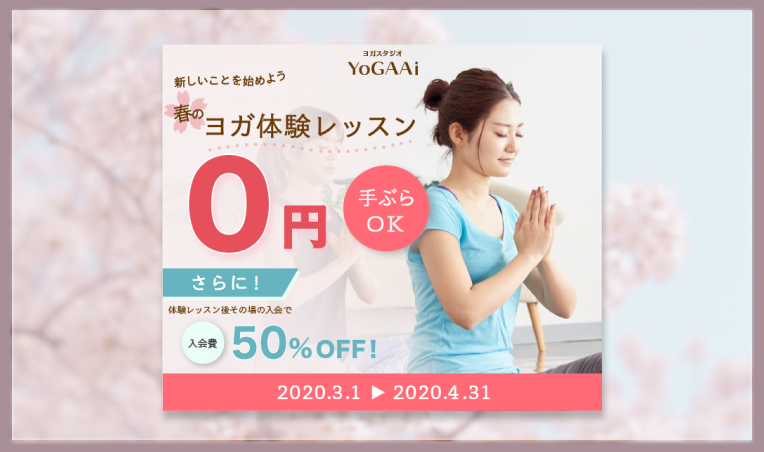 ヨガスタジオ
YoGAAi
新しいことを始めよう
春の
ヨガ体験レッスン
0円
手ぶら
OK
さらに！
体験レッスン後その場の入会で
入会費
50%OFF!
2020.3.1 ▶ 2020.4.31